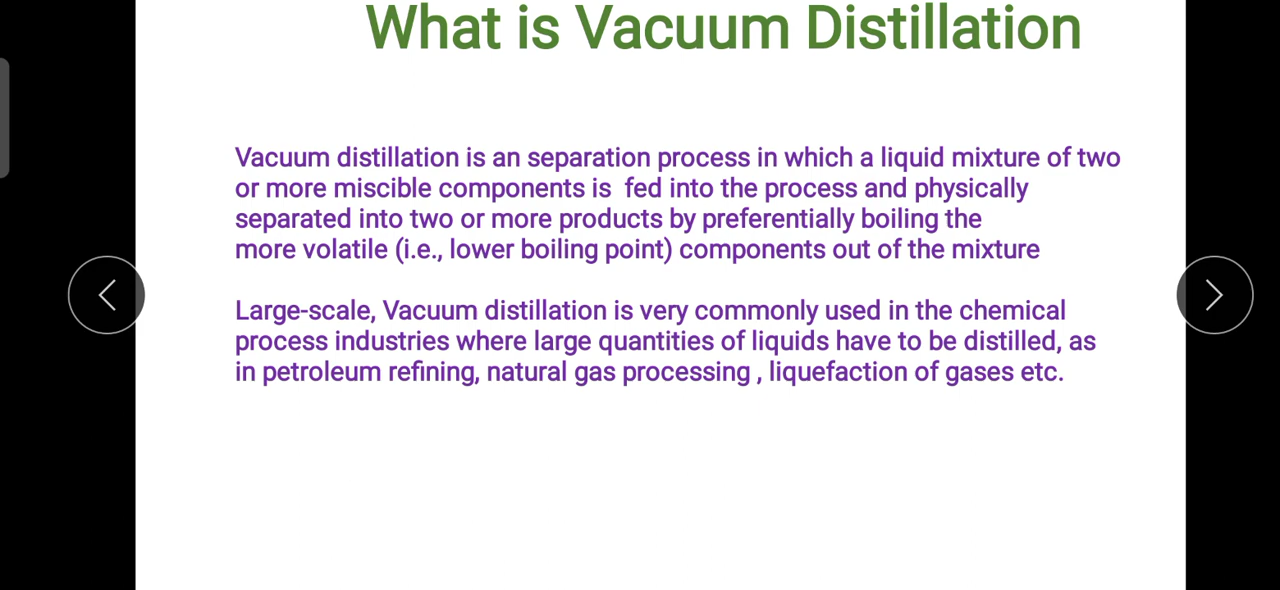 What is Vacuum Distillation
Vacuum distillation is an separation process in which a liquid mixture of two
or more miscible components is  fed into the process and physically
separated into two or more products by preferentially boiling the
more volatile (i.e., lower boiling point) components out of the mixture
Large-scale, Vacuum distillation is very commonly used in the chemical
process industries where large quantities of liquids have to be distilled, as
in petroleum refining, natural gas processing , liquefaction of gases etc.